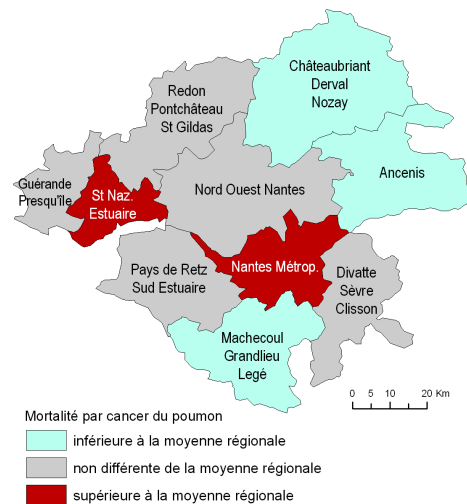 Châteaubriant
Derval
Nozay
Redon
Pontchâteau
St Gildas
Ancenis
Guérande
Presqu'île
St Naz.
Estuaire
Nord Ouest Nantes
Pays de Retz
Sud Estuaire
Nantes Métrop.
Divatte
Sèvre
Clisson
Machecoul
Grandlieu
Legé
0 5 10 20 Km
Mortalité par cancer du poumon
inférieure à la moyenne régionale
non différente de la moyenne régionale
supérieure à la moyenne régionale